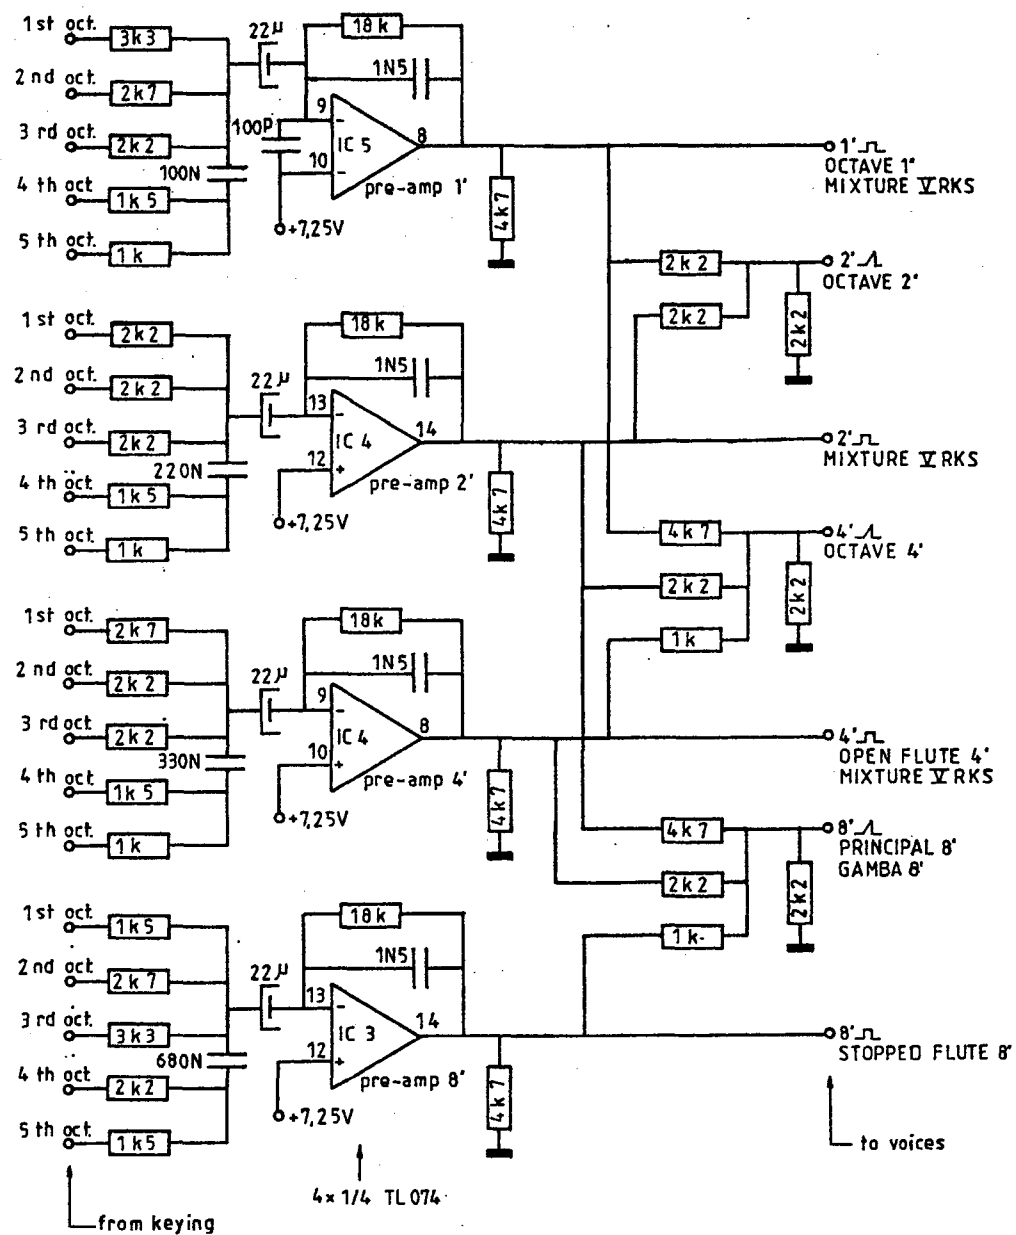 1st oct.
3k3
22µ
18k
1N5
2nd oct.
2k7
9
8
100P
IC 5
3 rd oct.
2k2
10
pre-amp 1'
100N
4 th oct.
1k5
4k7
5th oct.
1k
+7,25V
1' OCTAVE 1'
MIXTURE V RKS
2k2
2'
OCTAVE 2'
2k2
2k2
1st oct.
2k2
22µ
18k
1N5
2nd oct.
2k2
13
14
IC 4
3 rd oct.
2k2
12
pre-amp 2'
220N
4 th oct.
1k5
4k7
5 th oct.
1k
+7,25V
2'
MIXTURE V RKS
4k7
4'
OCTAVE 4'
2k2
2k2
1k
1st oct.
2k7
22µ
18k
1N5
2 nd oct.
2k2
9
8
IC 4
3 rd oct.
2k2
10
pre-amp 4'
330N
4 th oct.
1k5
4k7
5 th oct.
1k
+7,25V
4'
OPEN FLUTE 4'
MIXTURE V RKS
4k7
8'
PRINCIPAL 8'
GAMBA 8'
2k2
2k2
1k
1st oct.
1k5
22µ
18k
1N5
2nd oct.
2k7
13
14
IC 3
3 rd oct.
3k3
12
pre-amp 8'
680N
4 th oct.
2k2
4k7
5 th oct.
1k5
+7,25V
8'
STOPPED FLUTE 8'
to voices
4 x 1/4 TL 074
from keying